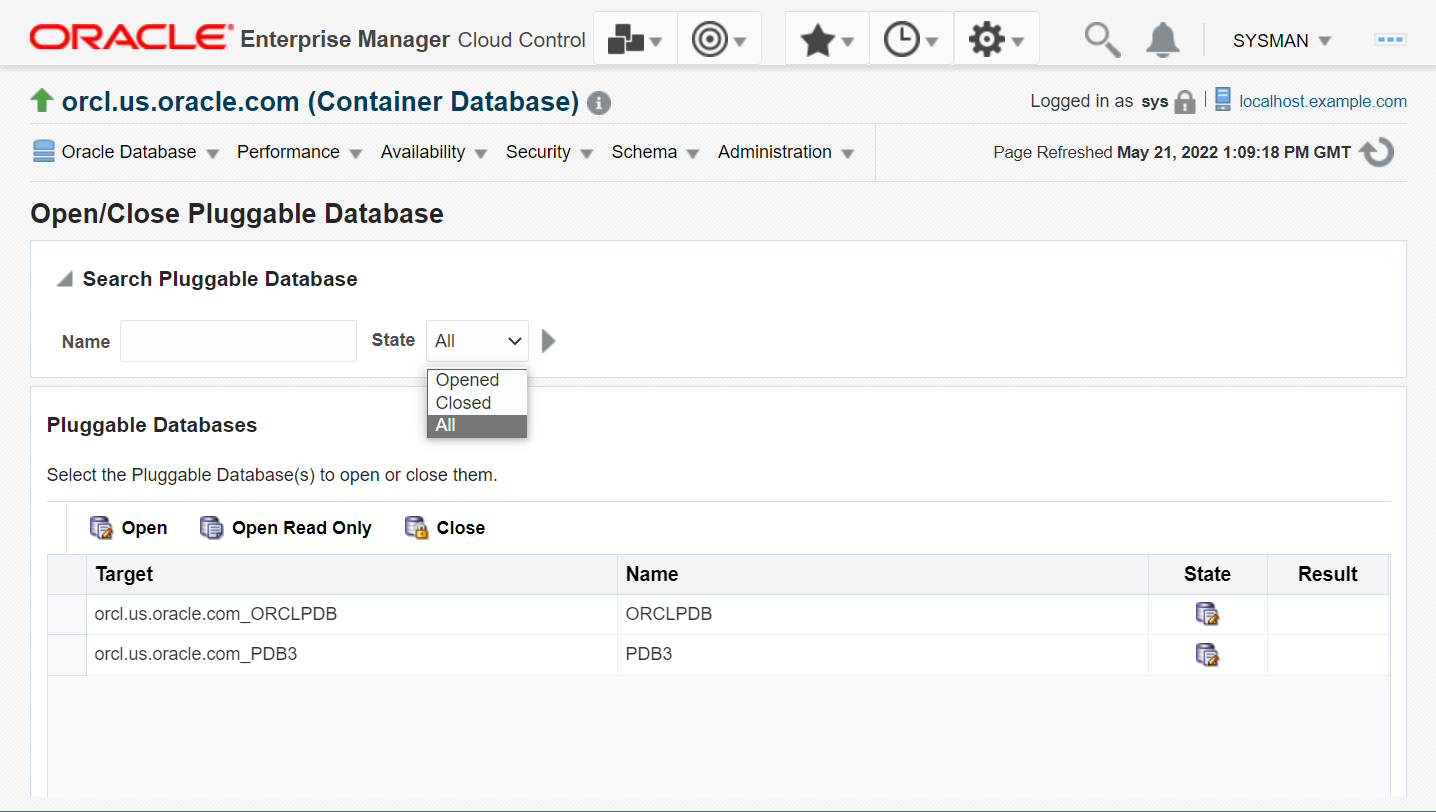 ORACLE® Enterprise Manager Cloud Control SYSMAN
orcl.us.oracle.com (Container Database) Logged in as sys localhost.example.com
Oracle Database Performance Availability Security Schema Administration Page Refreshed May 21, 2022 1:09:18 PM GMT
Open/Close Pluggable Database
Search Pluggable Database
Name State All
Opened
Closed
All
Pluggable Databases
Select the Pluggable Database(s) to open or close them.
Open Open Read Only Close
Target Name State Result
orcl.us.oracle.com_ORCLPDB ORCLPDB
orcl.us.oracle.com_PDB3 PDB3